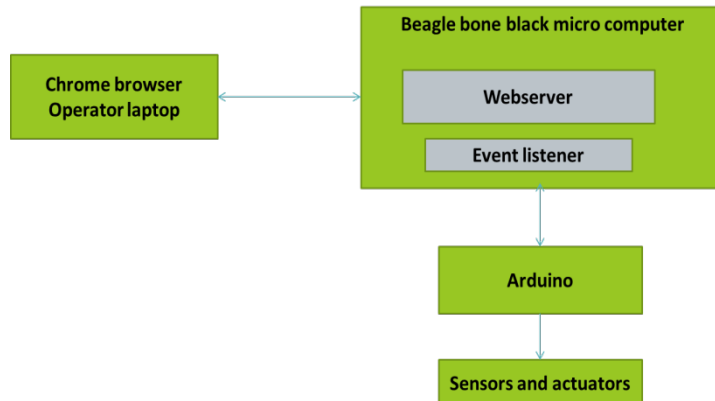 Beagle bone black micro computer
Chrome browser
Operator laptop
Webserver
Event listener
Arduino
Sensors and actuators